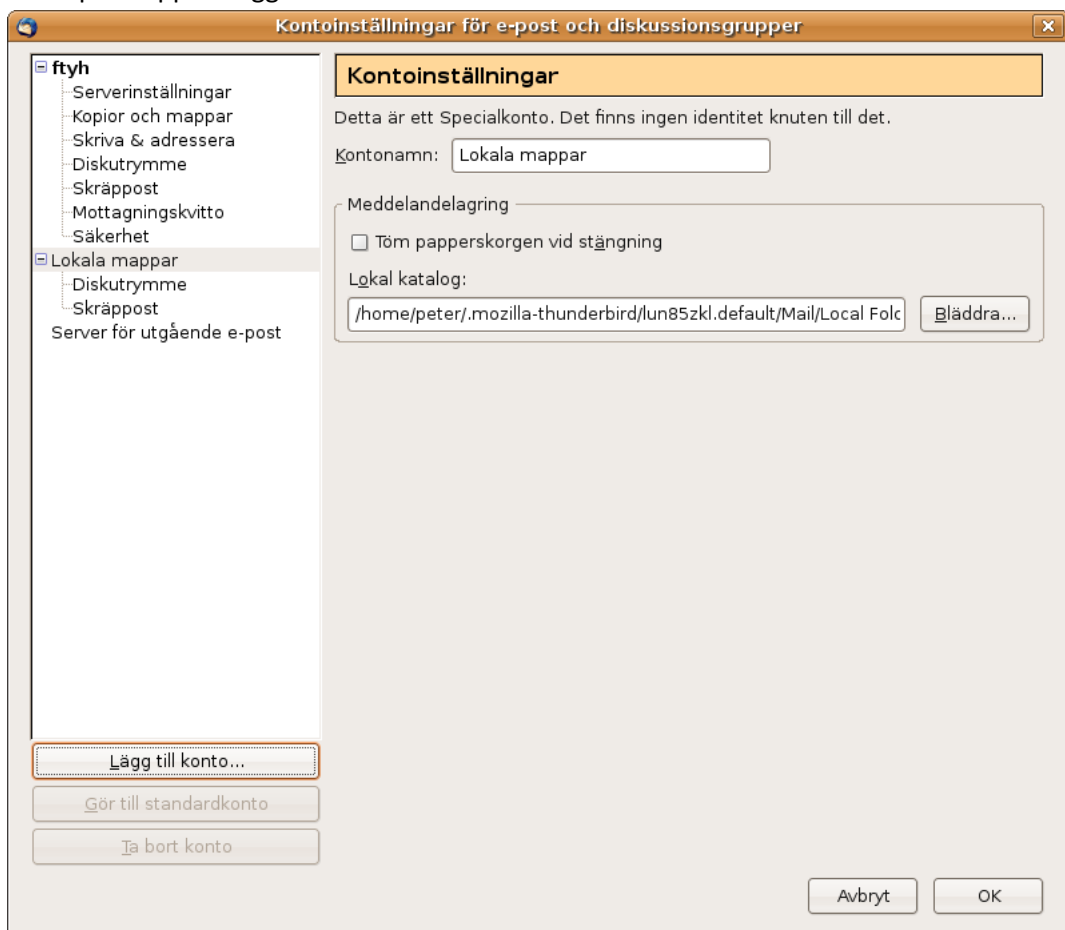 Kontoinställningar för e-post och diskussionsgrupper
ftyh
Serverinställningar
Kopior och mappar
Skriva & adressera
Diskutrymme
Skräppost
Mottagningskvitto
Säkerhet
Lokala mappar
Diskutrymme
Skräppost
Server för utgående e-post
Lägg till konto...
Gör till standardkonto
Ta bort konto
Kontoinställningar
Detta är ett Specialkonto. Det finns ingen identitet knuten till det.
Kontonamn: Lokala mappar
Meddelandelagring
Töm papperskorgen vid stängning
Lokal katalog:
/home/peter/.mozilla-thunderbird/lun85zkl.default/Mail/Local Folc Bläddra...
Avbryt OK